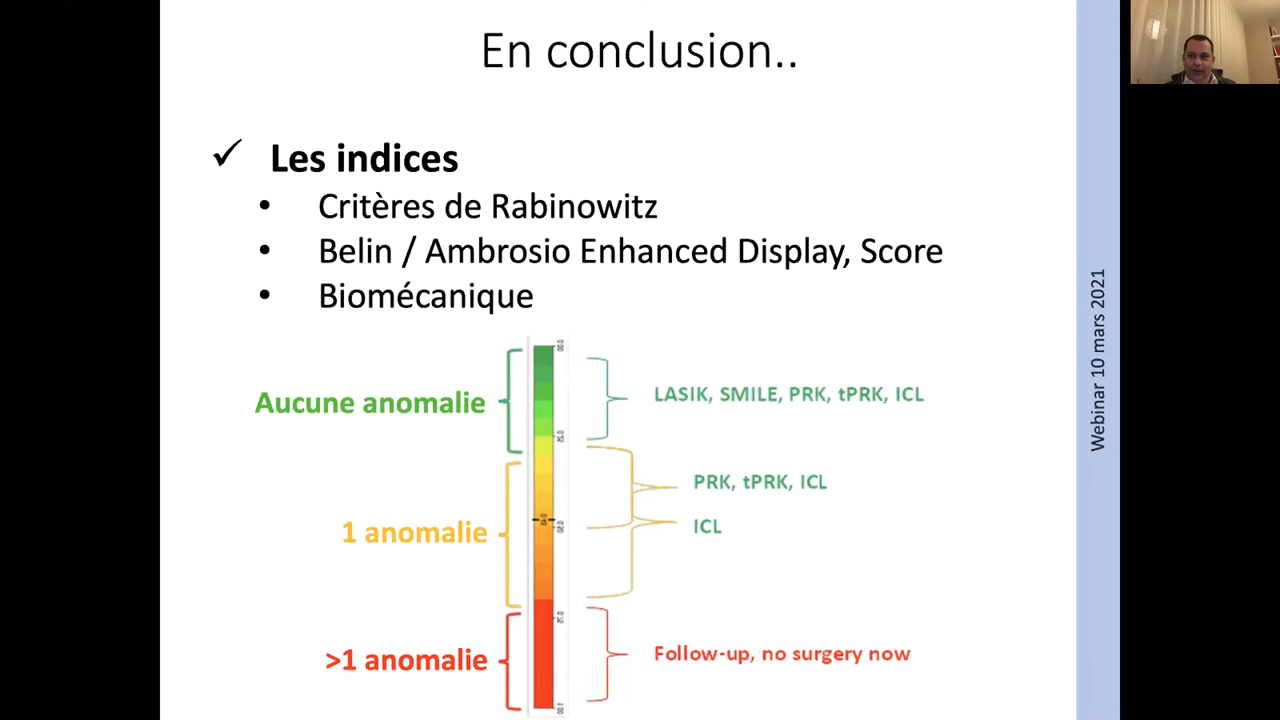 En conclusion..
✓ Les indices
• Critères de Rabinowitz
• Belin / Ambrosio Enhanced Display, Score
• Biomécanique
Aucune anomalie
LASIK, SMILE, PRK, tPRK, ICL
PRK, tPRK, ICL
1 anomalie
ICL
>1 anomalie
Follow-up, no surgery now
Webinar 10 mars 2021